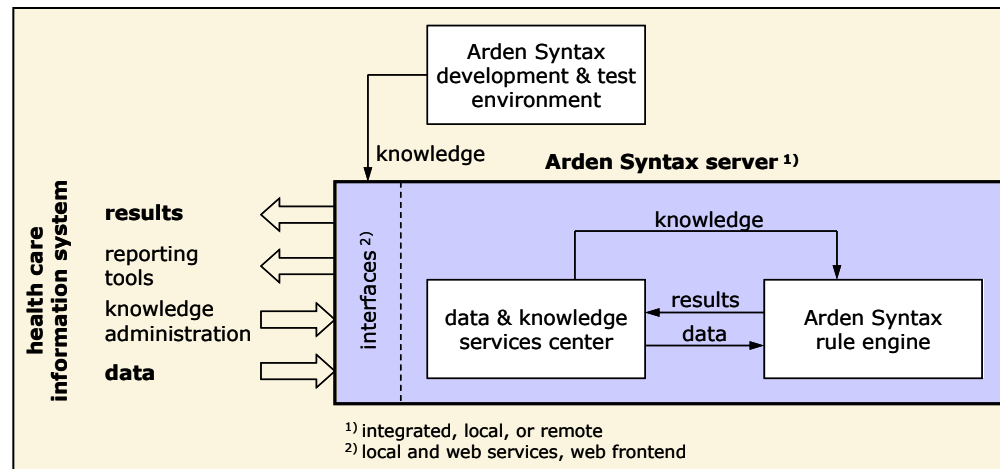 Arden Syntax
development & test
environment
knowledge
Arden Syntax server 1)
health care
information system
results
reporting
tools
knowledge
administration
data
interfaces 2)
knowledge
data & knowledge
services center
results
data
Arden Syntax
rule engine
1) integrated, local, or remote
2) local and web services, web frontend